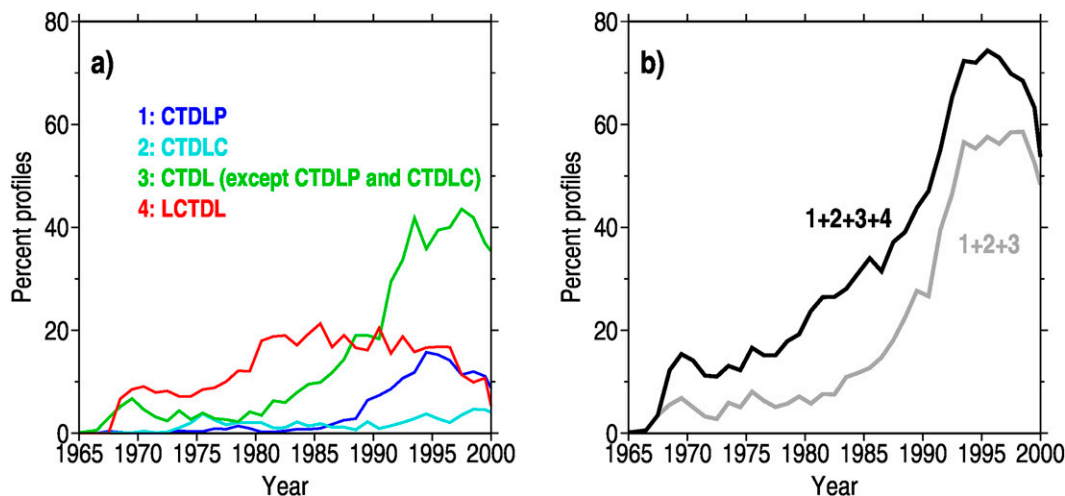 80
60
40
20
0
Percent profiles
a)
1: CTDLP
2: CTDLC
3: CTDL (except CTDLP and CTDLC)
4: LCTDL
1965 1970 1975 1980 1985 1990 1995 2000
Year
80
60
40
20
0
Percent profiles
b)
1+2+3+4
1+2+3
1965 1970 1975 1980 1985 1990 1995 2000
Year